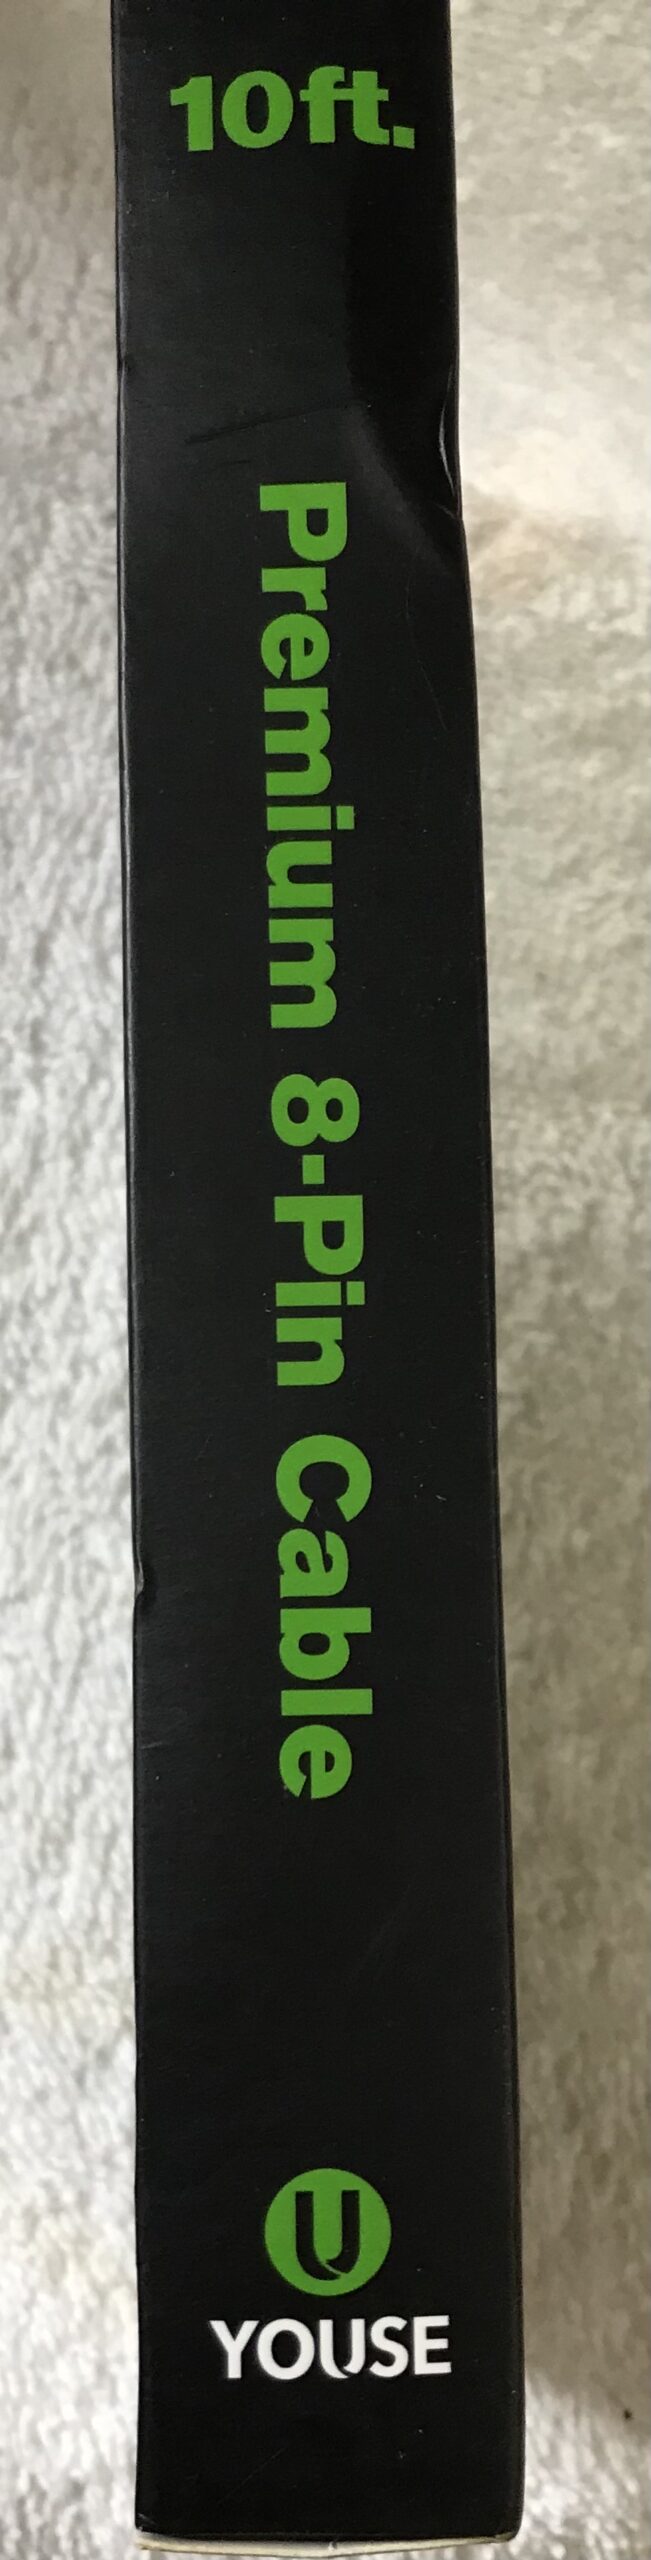 10ft.
Premium 8-Pin Cable
U
YOUSE